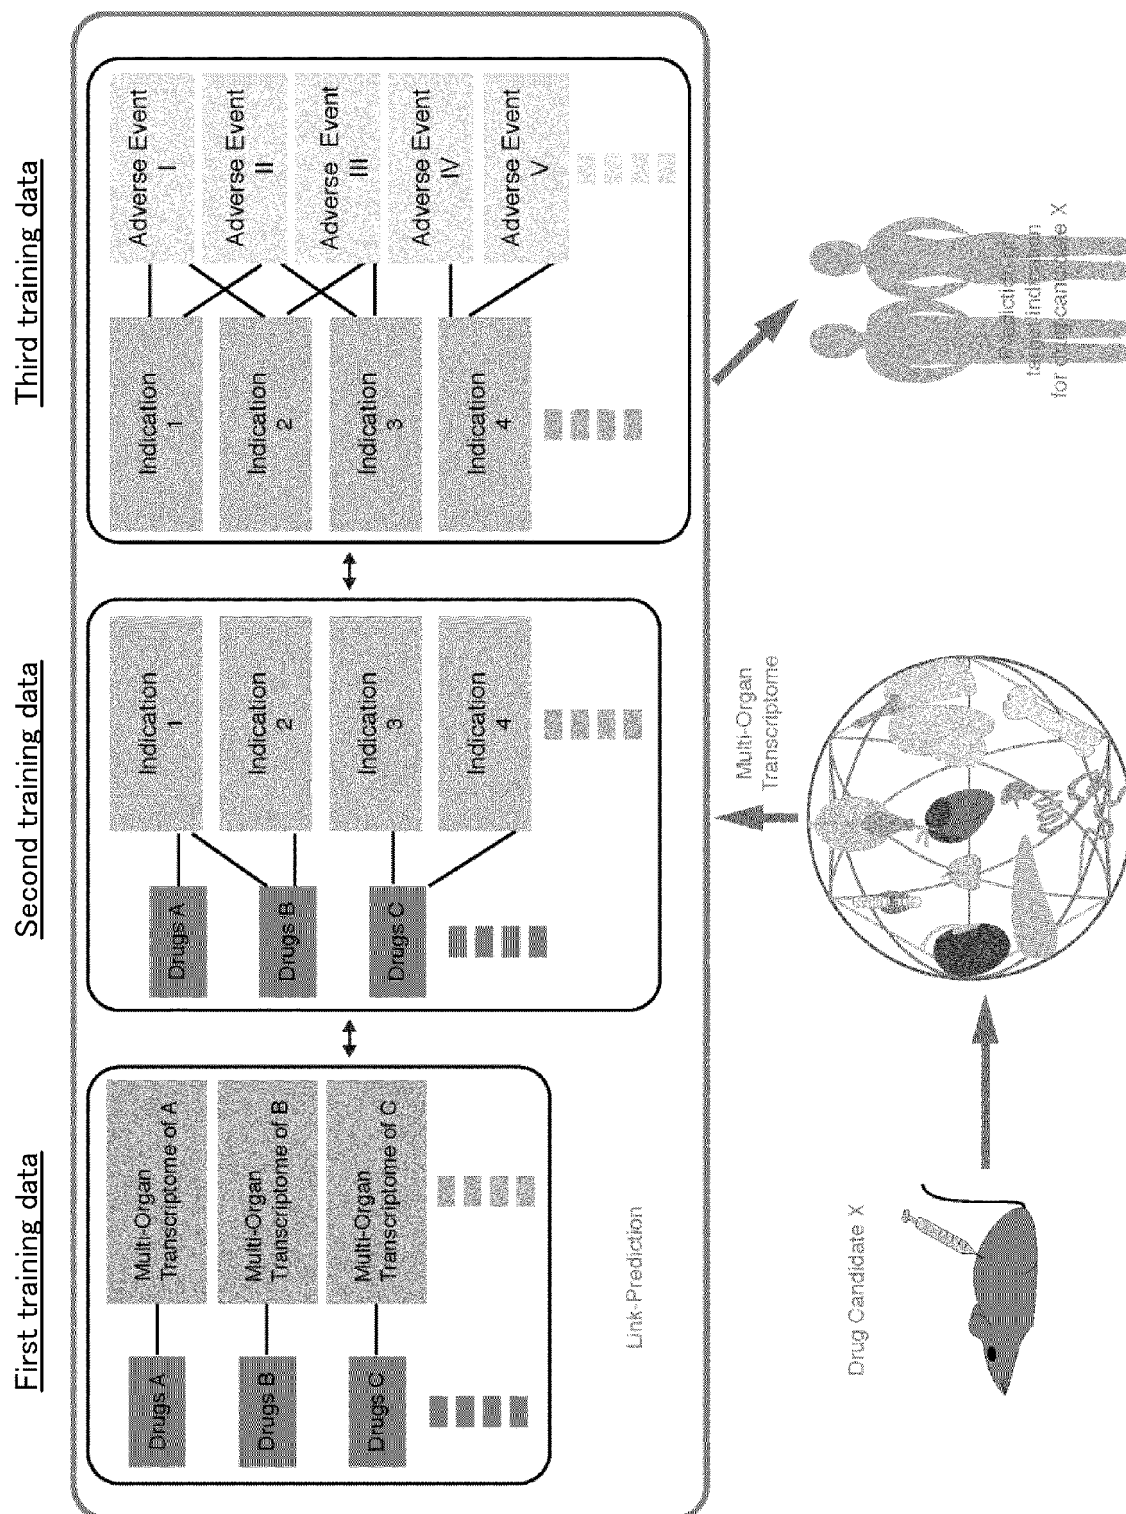 First training data
Drugs A
Multi-Organ
Transcriptome of A
Drugs B
Multi-Organ
Transcriptome of B
Drugs C
Multi-Organ
Transcriptome of C
Link-Prediction
Second training data
Drugs A
Drugs B
Drugs C
Indication
1
Indication
2
Indication
3
Indication
4
Third training data
Indication
1
Indication
2
Indication
3
Indication
4
Adverse Event
I
Adverse Event
II
Adverse Event
III
Adverse Event
IV
Adverse Event
V
Drug Candidate X
Multi-Organ
Transcriptome
for drug candidate X